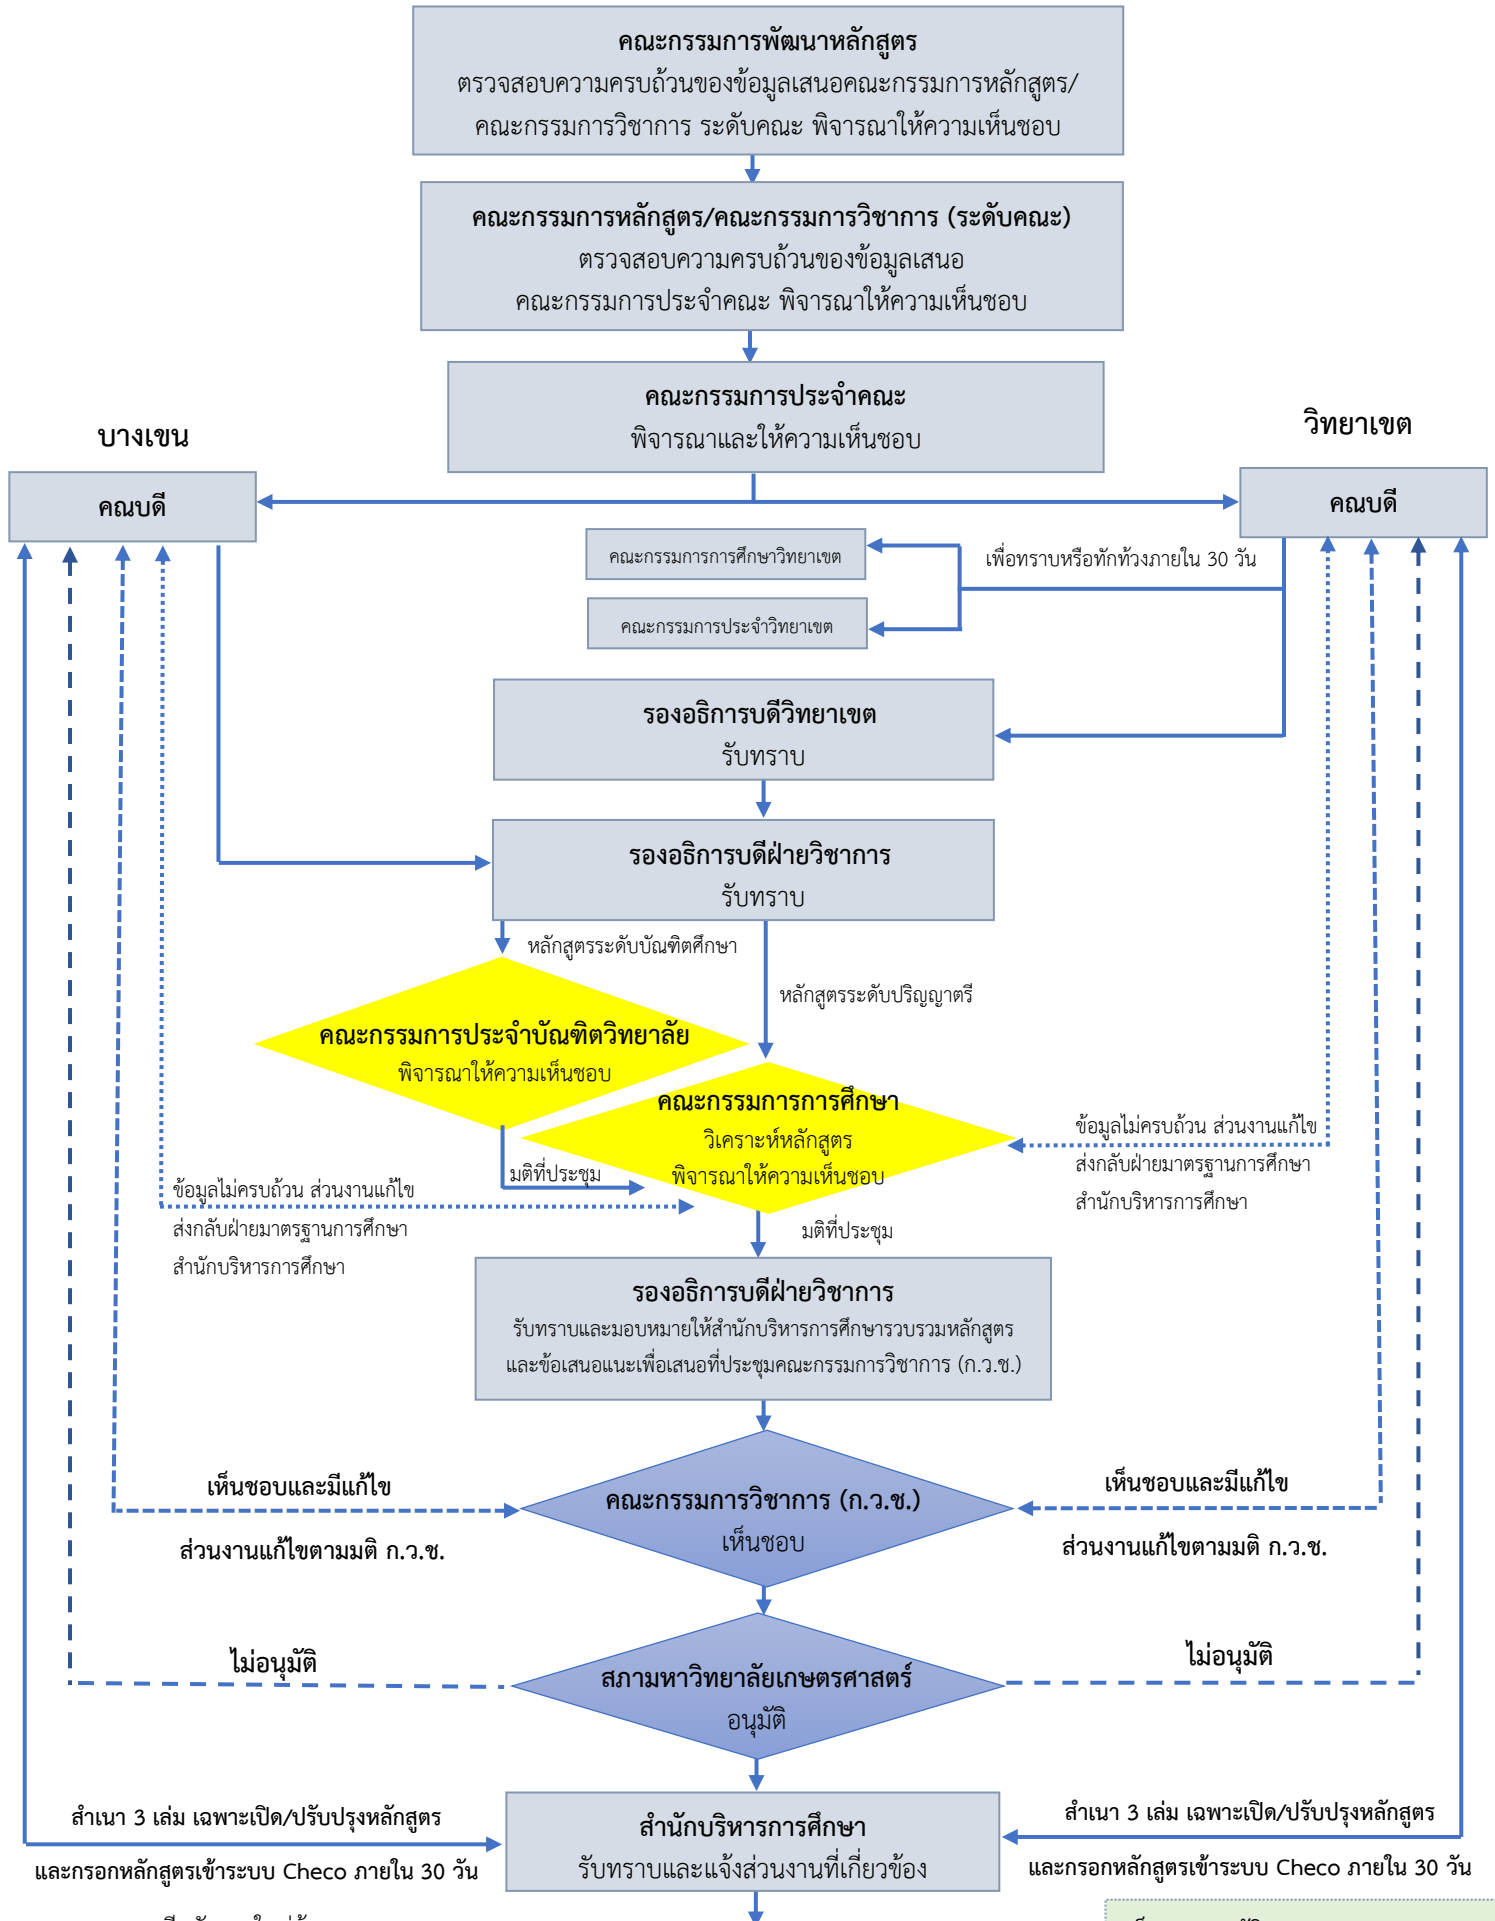 คณะกรรมการพัฒนาหลักสูตร
ตรวจสอบความครบถ้วนของข้อมูลเสนอคณะกรรมการหลักสูตร/
คณะกรรมการวิชาการ ระดับคณะ พิจารณาให้ความเห็นชอบ
คณะกรรมการหลักสูตร/คณะกรรมการวิชาการ (ระดับคณะ)
ตรวจสอบความครบถ้วนของข้อมูลเสนอ
คณะกรรมการประจำคณะ พิจารณาให้ความเห็นชอบ
คณะกรรมการประจำคณะ
พิจารณาและให้ความเห็นชอบ
บางเขน
วิทยาเขต
คณบดี
คณบดี
คณะกรรมการการศึกษาวิทยาเขต
เพื่อทราบหรือทักท้วงภายใน 30 วัน
คณะกรรมการประจำวิทยาเขต
รองอธิการบดีวิทยาเขต
รับทราบ
รองอธิการบดีฝ่ายวิชาการ
รับทราบ
หลักสูตรระดับบัณฑิตศึกษา
หลักสูตรระดับปริญญาตรี
คณะกรรมการประจำบัณฑิตวิทยาลัย
พิจารณาให้ความเห็นชอบ
คณะกรรมการการศึกษา
วิเคราะห์หลักสูตร
พิจารณาให้ความเห็นชอบ
มติที่ประชุม
ข้อมูลไม่ครบถ้วน ส่วนงานแก้ไข
ส่งกลับฝ่ายมาตรฐานการศึกษา
สำนักบริหารการศึกษา
ข้อมูลไม่ครบถ้วน ส่วนงานแก้ไข
ส่งกลับฝ่ายมาตรฐานการศึกษา
สำนักบริหารการศึกษา
มติที่ประชุม
รองอธิการบดีฝ่ายวิชาการ
รับทราบและมอบหมายให้สำนักบริหารการศึกษารวบรวมหลักสูตร
และข้อเสนอแนะเพื่อเสนอที่ประชุมคณะกรรมการวิชาการ (ก.ว.ช.)
เห็นชอบและมีแก้ไข
ส่วนงานแก้ไขตามมติ ก.ว.ช.
คณะกรรมการวิชาการ (ก.ว.ช.)
เห็นชอบ
เห็นชอบและมีแก้ไข
ส่วนงานแก้ไขตามมติ ก.ว.ช.
ไม่อนุมัติ
สภามหาวิทยาลัยเกษตรศาสตร์
อนุมัติ
ไม่อนุมัติ
สำเนา 3 เล่ม เฉพาะเปิด/ปรับปรุงหลักสูตร
และกรอกหลักสูตรเข้าระบบ Checo ภายใน 30 วัน
สำนักบริหารการศึกษา
รับทราบและแจ้งส่วนงานที่เกี่ยวข้อง
สำเนา 3 เล่ม เฉพาะเปิด/ปรับปรุงหลักสูตร
และกรอกหลักสูตรเข้าระบบ Checo ภายใน 30 วัน